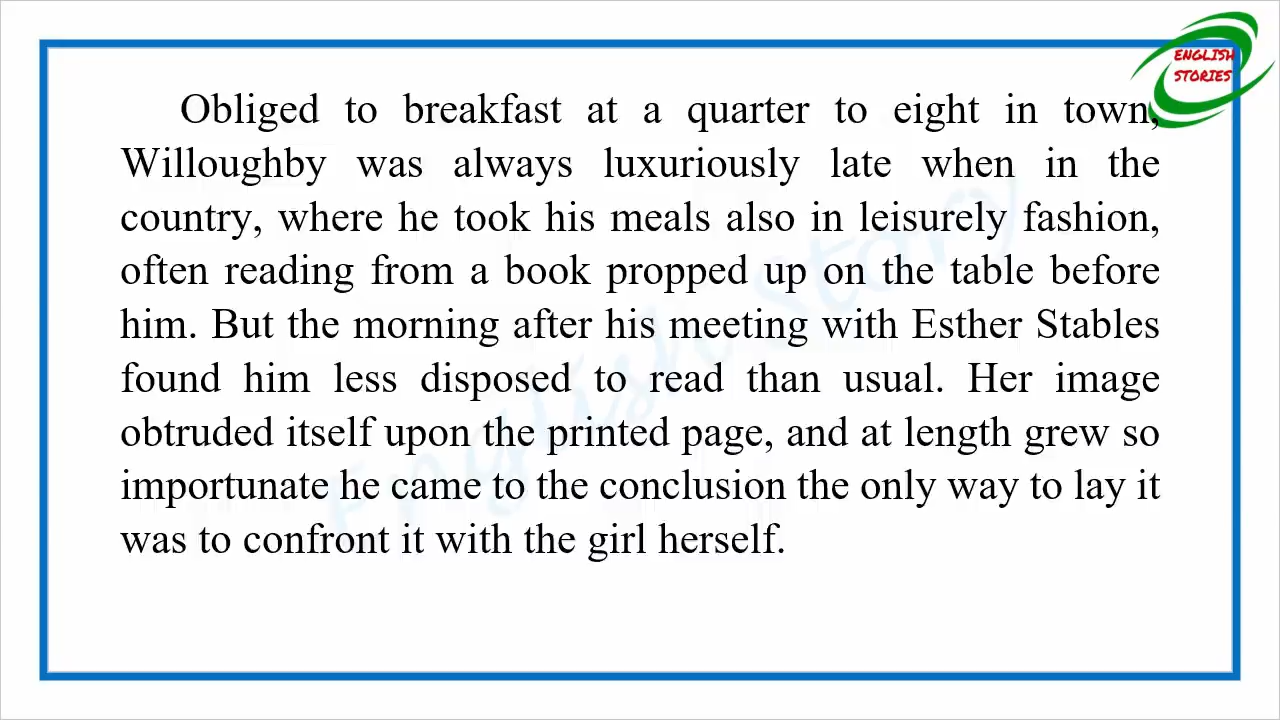 ENGLISH
STORIES
Obliged to breakfast at a quarter to eight in town,
Willoughby was always luxuriously late when in the
country, where he took his meals also in leisurely fashion,
often reading from a book propped up on the table before
him. But the morning after his meeting with Esther Stables
found him less disposed to read than usual. Her image
obtruded itself upon the printed page, and at length grew so
importunate he came to the conclusion the only way to lay it
was to confront it with the girl herself.
English Story